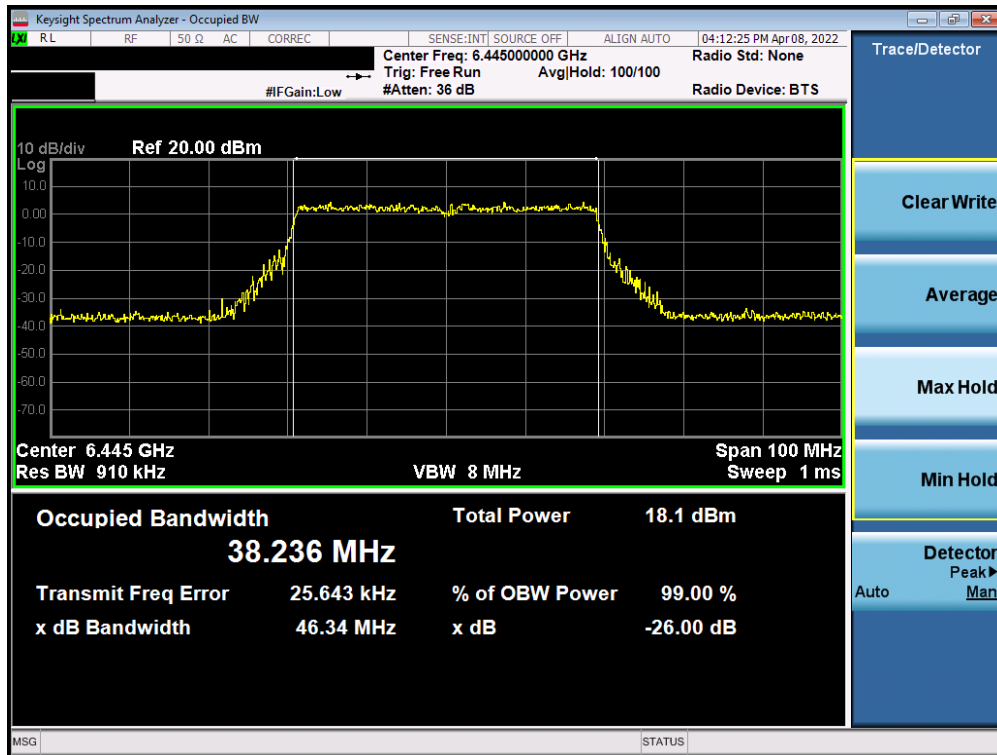 Keysight Spectrum Analyzer - Occupied BW
LXI RL RF 50 Ω AC CORREC SENSE:INT SOURCE OFF ALIGN AUTO 04:12:25 PM Apr 08, 2022
Center Freq: 6.445000000 GHz Radio Std: None
Trig: Free Run Avg|Hold: 100/100
#IFGain:Low #Atten: 36 dB Radio Device: BTS
10 dB/div Ref 20.00 dBm
Log
10.0
0.00
-10.0
-20.0
-30.0
-40.0
-50.0
-60.0
-70.0
Center 6.445 GHz Span 100 MHz
Res BW 910 kHz VBW 8 MHz Sweep 1 ms
Occupied Bandwidth Total Power 18.1 dBm
38.236 MHz
Transmit Freq Error 25.643 kHz % of OBW Power 99.00 %
x dB Bandwidth 46.34 MHz x dB -26.00 dB
MSG STATUS
Trace/Detector
Clear Write
Average
Max Hold
Min Hold
Detector
Peak▶
Auto Man